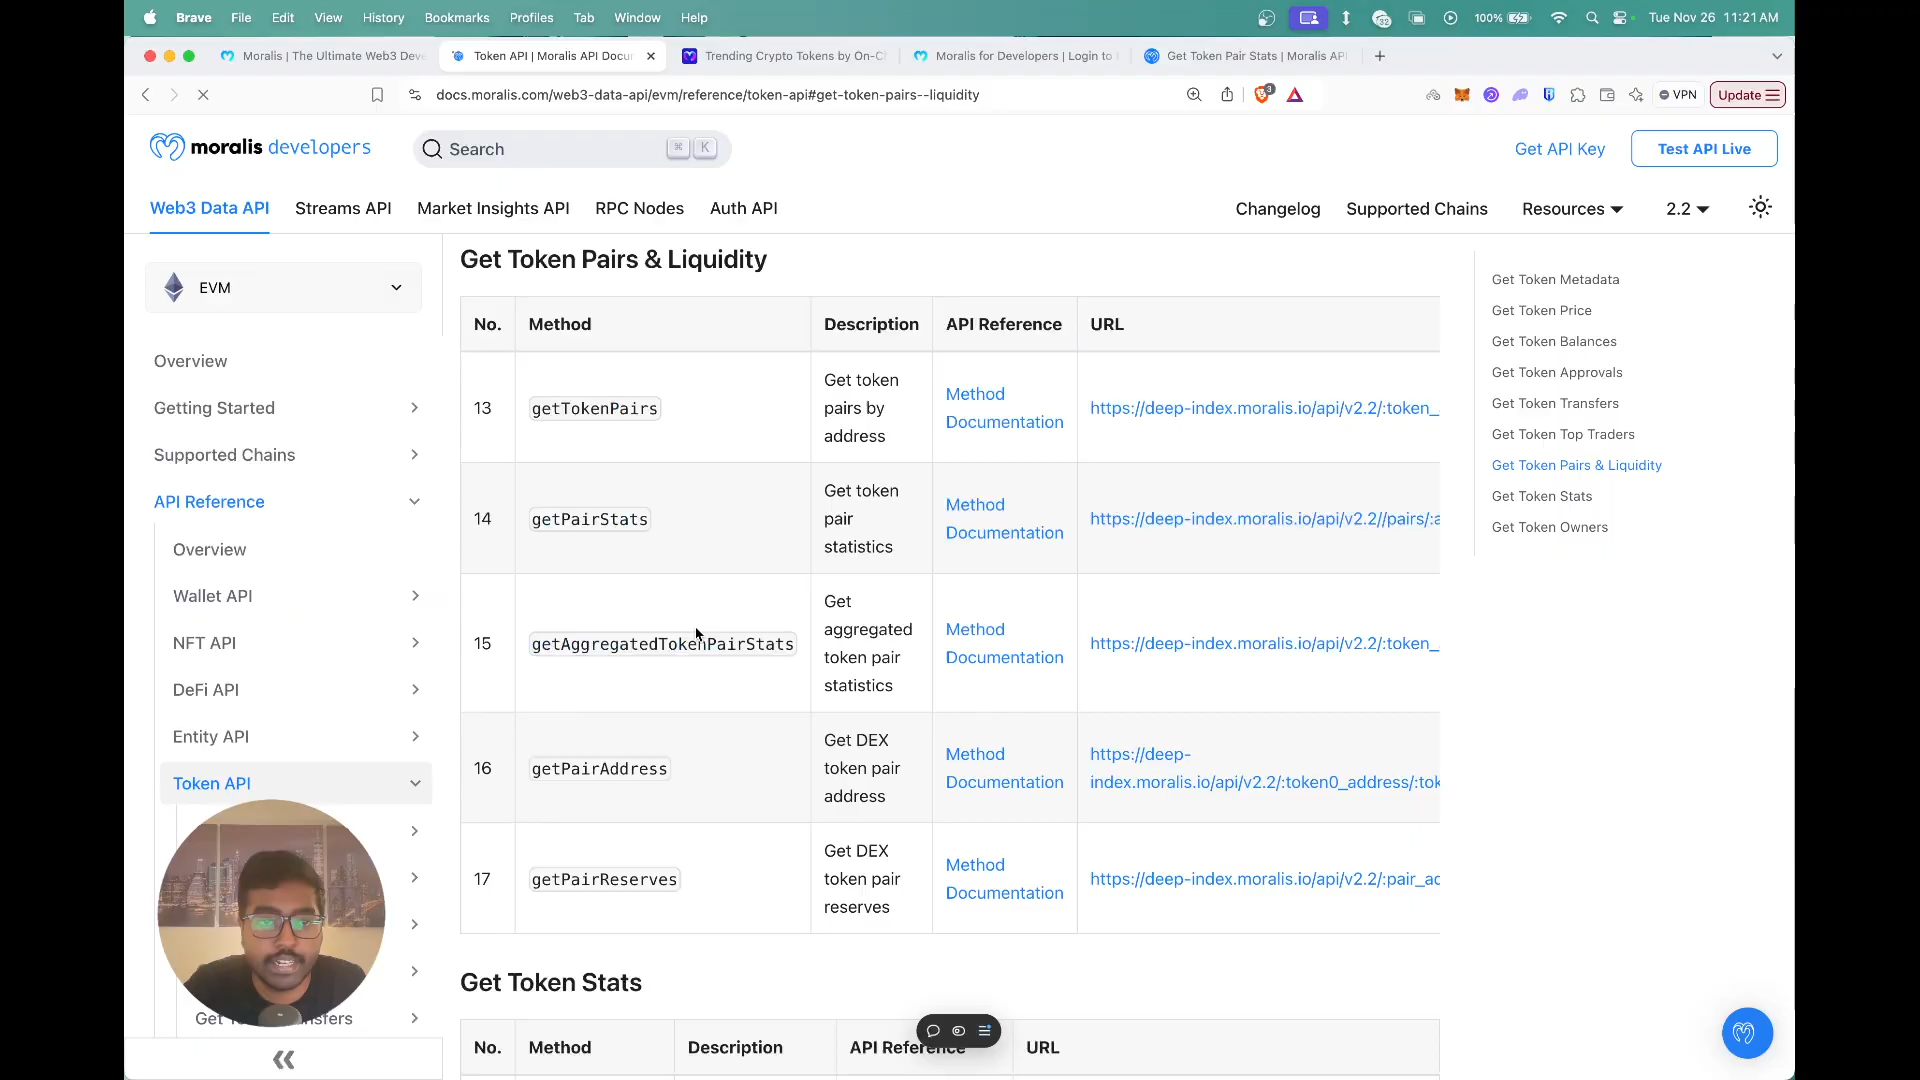 Brave File Edit View History Bookmarks Profiles Tab Window Help
32 100% Tue Nov 26 11:21 AM
Moralis | The Ultimate Web3 Deve
Token API | Moralis API Docu
Trending Crypto Tokens by On-C
Moralis for Developers | Login to
Get Token Pair Stats | Moralis API
docs.moralis.com/web3-data-api/evm/reference/token-api#get-token-pairs--liquidity
3
VPN
Update
moralis developers
Search
K
Get API Key
Test API Live
Web3 Data API
Streams API
Market Insights API
RPC Nodes
Auth API
Changelog
Supported Chains
Resources
2.2
EVM
Overview
Getting Started
Supported Chains
API Reference
Overview
Wallet API
NFT API
DeFi API
Entity API
Token API
Get Token Pairs & Liquidity
No. Method Description API Reference URL
13 getTokenPairs
Get token
pairs by
address
Method
Documentation
https://deep-index.moralis.io/api/v2.2/:token_
14 getPairStats
Get token
pair
statistics
Method
Documentation
https://deep-index.moralis.io/api/v2.2//pairs/:a
15 getAggregatedTokenPairStats
Get
aggregated
token pair
statistics
Method
Documentation
https://deep-index.moralis.io/api/v2.2/:token_
16 getPairAddress
Get DEX
token pair
address
Method
Documentation
https://deep-
index.moralis.io/api/v2.2/:token0_address/:tok
17 getPairReserves
Get DEX
token pair
reserves
Method
Documentation
https://deep-index.moralis.io/api/v2.2/:pair_ad
Get Token Stats
No. Method Description API Reference URL
Get Token Metadata
Get Token Price
Get Token Balances
Get Token Approvals
Get Token Transfers
Get Token Top Traders
Get Token Pairs & Liquidity
Get Token Stats
Get Token Owners